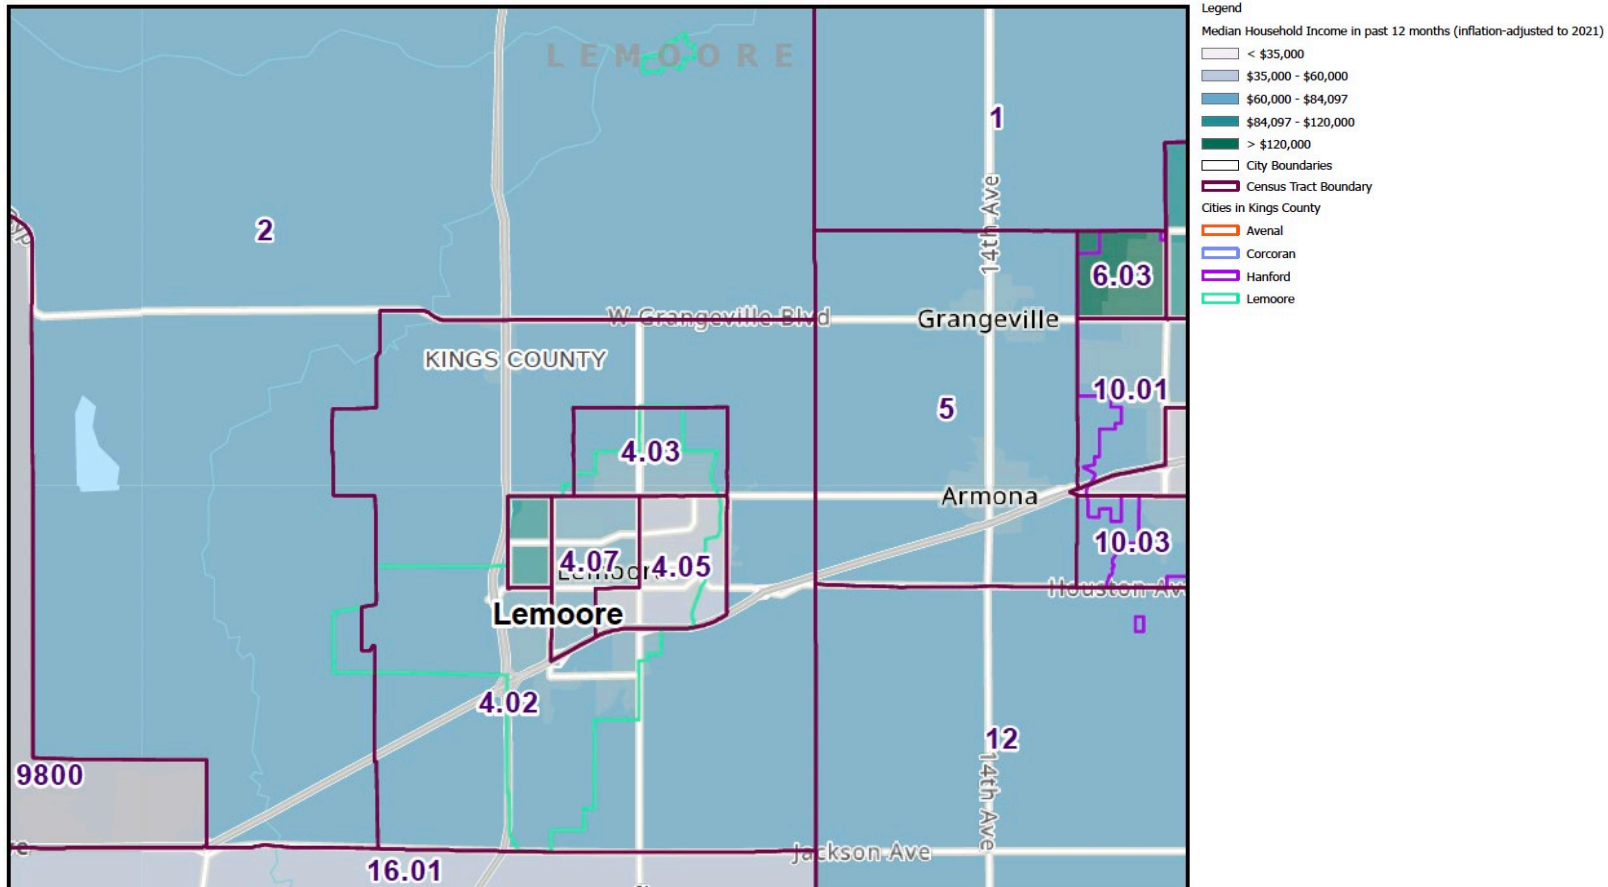 LEMOORE
1
14th Ave
2
6.03
W Grangeville Blvd
Grangeville
KINGS COUNTY
10.01
5
4.03
Armona
10.03
4.07
4.05
Lemoore
Houston Av
Lemoore
4.02
12
9800
14th Ave
Jackson Ave
16.01
Legend
Median Household Income in past 12 months (inflation-adjusted to 2021)
< $35,000
$35,000 - $60,000
$60,000 - $84,097
$84,097 - $120,000
> $120,000
City Boundaries
Census Tract Boundary
Cities in Kings County
Avenal
Corcoran
Hanford
Lemoore